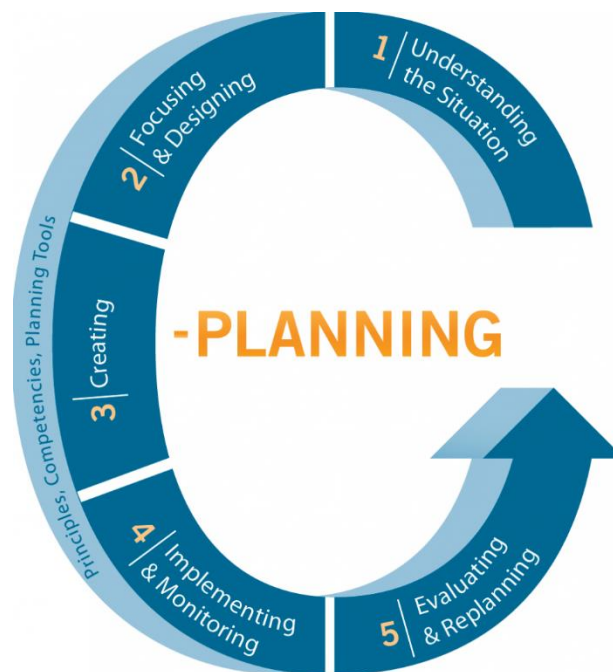 1 Understanding
the Situation
2 Focusing
& Designing
3 Creating
4 Implementing
& Monitoring
5 Evaluating
& Replanning
Principles, Competencies, Planning Tools
-PLANNING